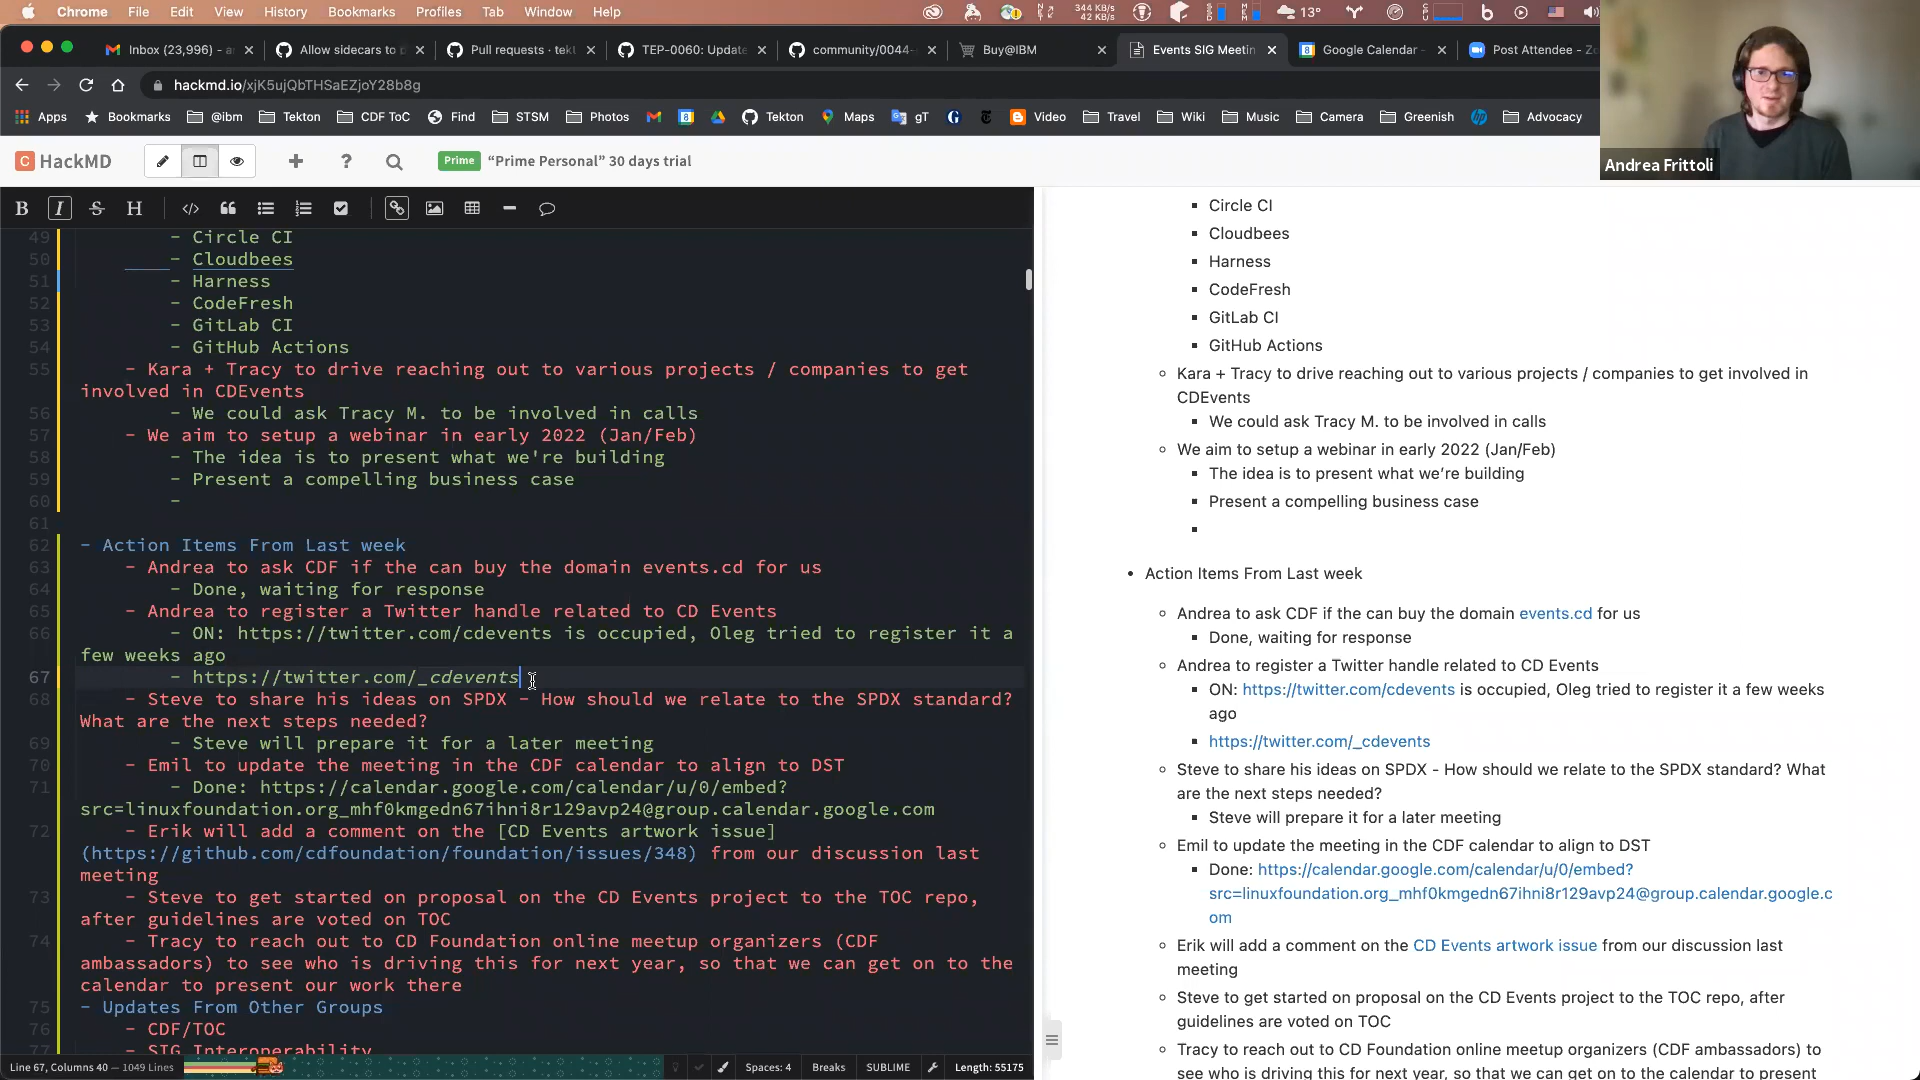 Chrome File Edit View History Bookmarks Profiles Tab Window Help 344 KB/s 42 KB/s 13°
Inbox (23,996) - a Allow sidecars to p Pull requests · tekt TEP-0060: Update community/0044- Buy@IBM Events SIG Meetin Google Calendar - Post Attendee - Zo
hackmd.io/xjK5ujQbTHSaEZjoY28b8g
Apps Bookmarks @ibm Tekton CDF ToC Find STSM Photos Tekton Maps gT Video Travel Wiki Music Camera Greenish Advocacy
Andrea Frittoli
HackMD Prime “Prime Personal” 30 days trial
49 - Circle CI
50 - Cloudbees
51 - Harness
52 - CodeFresh
53 - GitLab CI
54 - GitHub Actions
55 - Kara + Tracy to drive reaching out to various projects / companies to get
involved in CDEvents
56 - We could ask Tracy M. to be involved in calls
57 - We aim to setup a webinar in early 2022 (Jan/Feb)
58 - The idea is to present what we're building
59 - Present a compelling business case
60 -
61
62 - Action Items From Last week
63 - Andrea to ask CDF if the can buy the domain events.cd for us
64 - Done, waiting for response
65 - Andrea to register a Twitter handle related to CD Events
66 - ON: https://twitter.com/cdevents is occupied, Oleg tried to register it a
few weeks ago
67 - https://twitter.com/_cdevents
68 - Steve to share his ideas on SPDX - How should we relate to the SPDX standard?
What are the next steps needed?
69 - Steve will prepare it for a later meeting
70 - Emil to update the meeting in the CDF calendar to align to DST
71 - Done: https://calendar.google.com/calendar/u/0/embed?
src=linuxfoundation.org_mhf0kmgedn67ihni8r129avp24@group.calendar.google.com
72 - Erik will add a comment on the [CD Events artwork issue]
(https://github.com/cdfoundation/foundation/issues/348) from our discussion last
meeting
73 - Steve to get started on proposal on the CD Events project to the TOC repo,
after guidelines are voted on TOC
74 - Tracy to reach out to CD Foundation online meetup organizers (CDF
ambassadors) to see who is driving this for next year, so that we can get on to the
calendar to present our work there
75 - Updates From Other Groups
76 - CDF/TOC
77 - SIG Interoperability
Line 67, Columns 40 — 1049 Lines Spaces: 4 Breaks SUBLIME Length: 55175
Circle CI
Cloudbees
Harness
CodeFresh
GitLab CI
GitHub Actions
Kara + Tracy to drive reaching out to various projects / companies to get involved in
CDEvents
We could ask Tracy M. to be involved in calls
We aim to setup a webinar in early 2022 (Jan/Feb)
The idea is to present what we’re building
Present a compelling business case
Action Items From Last week
Andrea to ask CDF if the can buy the domain events.cd for us
Done, waiting for response
Andrea to register a Twitter handle related to CD Events
ON: https://twitter.com/cdevents is occupied, Oleg tried to register it a few weeks
ago
https://twitter.com/_cdevents
Steve to share his ideas on SPDX - How should we relate to the SPDX standard? What
are the next steps needed?
Steve will prepare it for a later meeting
Emil to update the meeting in the CDF calendar to align to DST
Done: https://calendar.google.com/calendar/u/0/embed?
src=linuxfoundation.org_mhf0kmgedn67ihni8r129avp24@group.calendar.google.c
om
Erik will add a comment on the CD Events artwork issue from our discussion last
meeting
Steve to get started on proposal on the CD Events project to the TOC repo, after
guidelines are voted on TOC
Tracy to reach out to CD Foundation online meetup organizers (CDF ambassadors) to
see who is driving this for next year, so that we can get on to the calendar to present